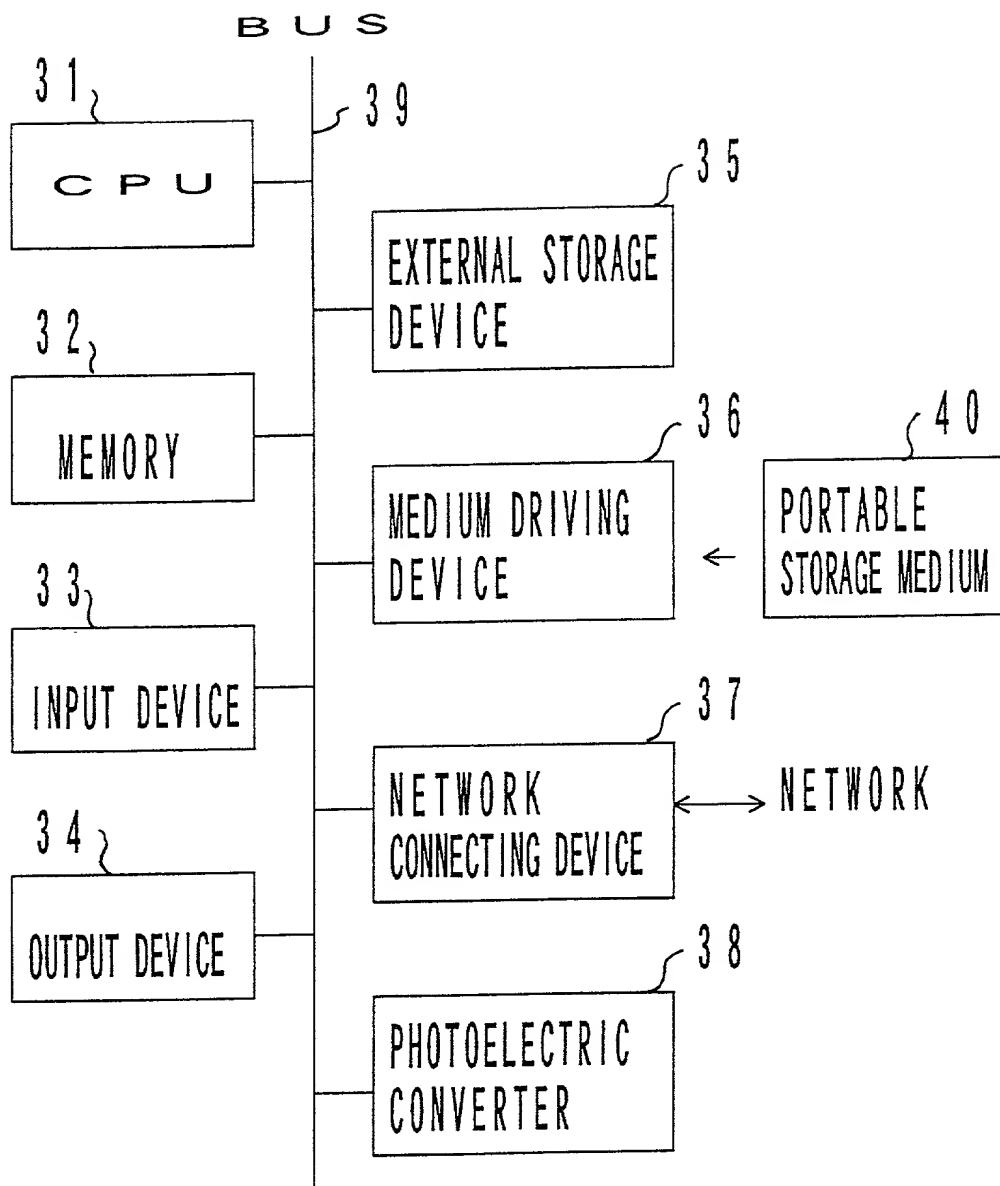 BUS
31
39
CPU
35
EXTERNAL STORAGE
DEVICE
32
MEMORY
36
MEDIUM DRIVING
DEVICE
40
PORTABLE
STORAGE MEDIUM
33
INPUT DEVICE
37
NETWORK
CONNECTING DEVICE
NETWORK
34
OUTPUT DEVICE
38
PHOTOELECTRIC
CONVERTER